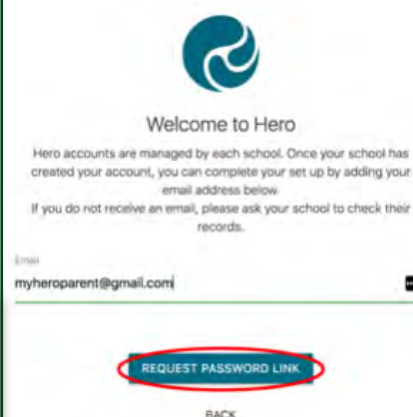 Welcome to Hero
Hero accounts are managed by each school. Once your school has
created your account, you can complete your set up by adding your
email address below.
If you do not receive an email, please ask your school to check their
records.
Email
myheroparent@gmail.com
REQUEST PASSWORD LINK
BACK